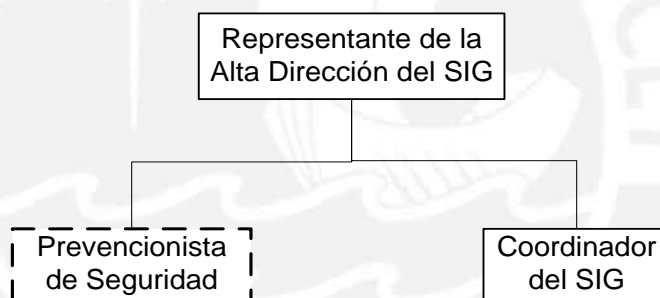 Representante de la
Alta Dirección del SIG
Prevencionista
de Seguridad
Coordinador
del SIG